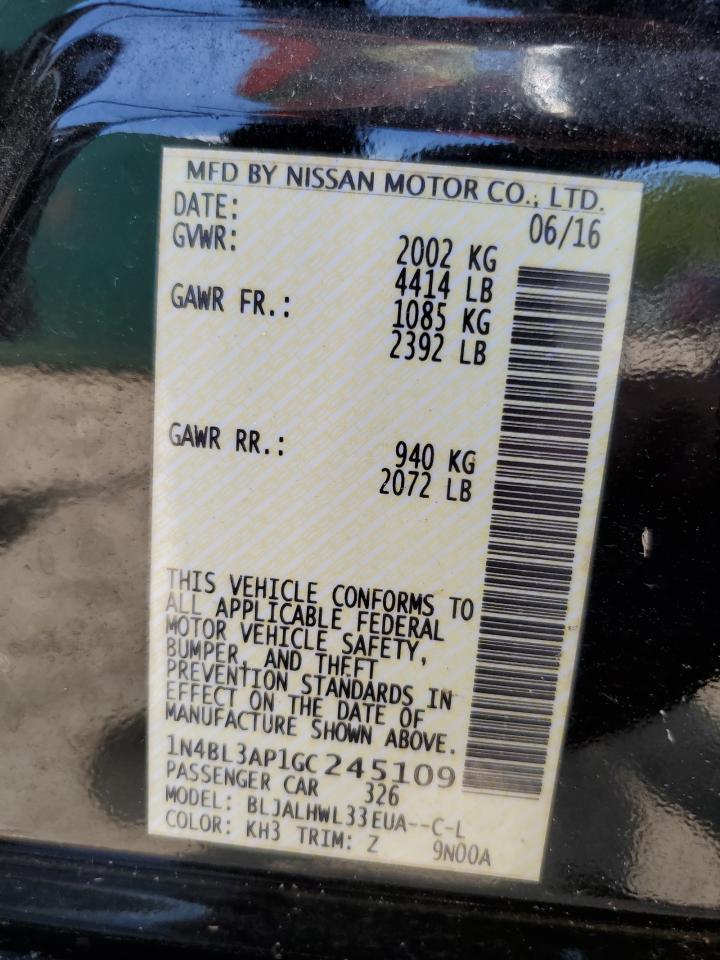 MFD BY NISSAN MOTOR CO., LTD.
DATE: 06/16
GVWR: 2002 KG
4414 LB
GAWR FR.: 1085 KG
2392 LB
GAWR RR.: 940 KG
2072 LB
THIS VEHICLE CONFORMS TO
ALL APPLICABLE FEDERAL
MOTOR VEHICLE SAFETY,
BUMPER, AND THEFT
PREVENTION STANDARDS IN
EFFECT ON THE DATE OF
MANUFACTURE SHOWN ABOVE.
1N4BL3AP1GC245109
PASSENGER CAR 326
MODEL: BLJALHWL33EUA--C-L
COLOR: KH3 TRIM: Z 9N00A